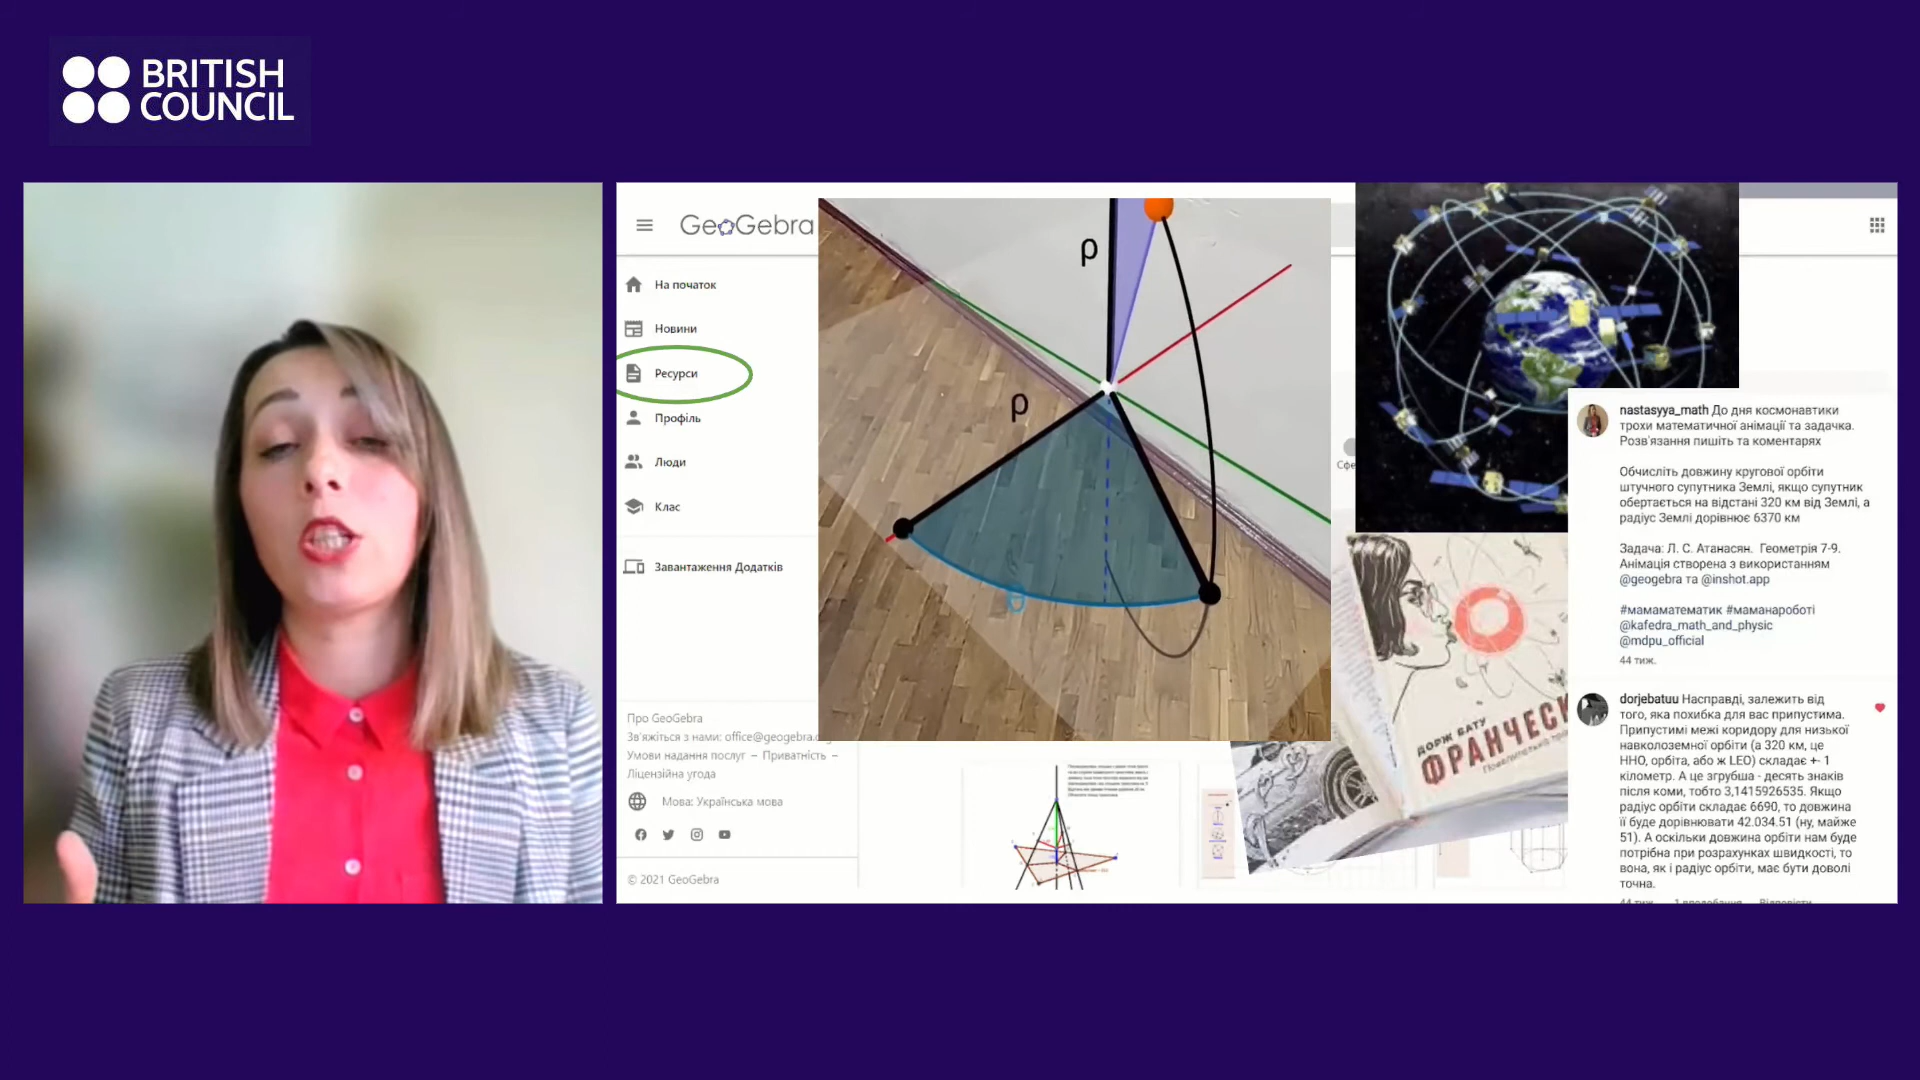 BRITISH
COUNCIL
GeoGebra
На початок
Новини
Ресурси
Профіль
Люди
Клас
Завантаження Додатків
Про GeoGebra
Зв'яжіться з нами: office@geogebra.
Умови надання послуг – Приватність –
Ліцензійна угода
Мова: Українська мова
© 2021 GeoGebra
ρ
ρ
Сфе
ДОРЖ БАТУ
ФРАНЧЕСК
nastasyya_math До дня космонавтики
трохи математичної анімації та задачка.
Розв'язання пишіть та коментарях
Обчисліть довжину кругової орбіти
штучного супутника Землі, якщо супутник
обертається на відстані 320 км від Землі, а
радіус Землі дорівнює 6370 км
Задача: Л. С. Атанасян. Геометрія 7-9.
Анімація створена з використанням
@geogebra та @inshot.app
#мамаматематик #маманароботі
@kafedra_math_and_physic
@mdpu_official
44 тиж.
dorjebatuu Насправді, залежить від
того, яка похибка для вас припустима.
Припустимі межі коридору для низької
навколоземної орбіти (а 320 км, це
ННО, орбіта, або ж LEO) складає +- 1
кілометр. А це згрубша - десять знаків
після коми, тобто 3,1415926535. Якщо
радіус орбіти складає 6690, то довжина
її буде дорівнювати 42.034.51 (ну, майже
51). А оскільки довжина орбіти нам буде
потрібна при розрахунках швидкості, то
вона, як і радіус орбіти, має бути доволі
точна.